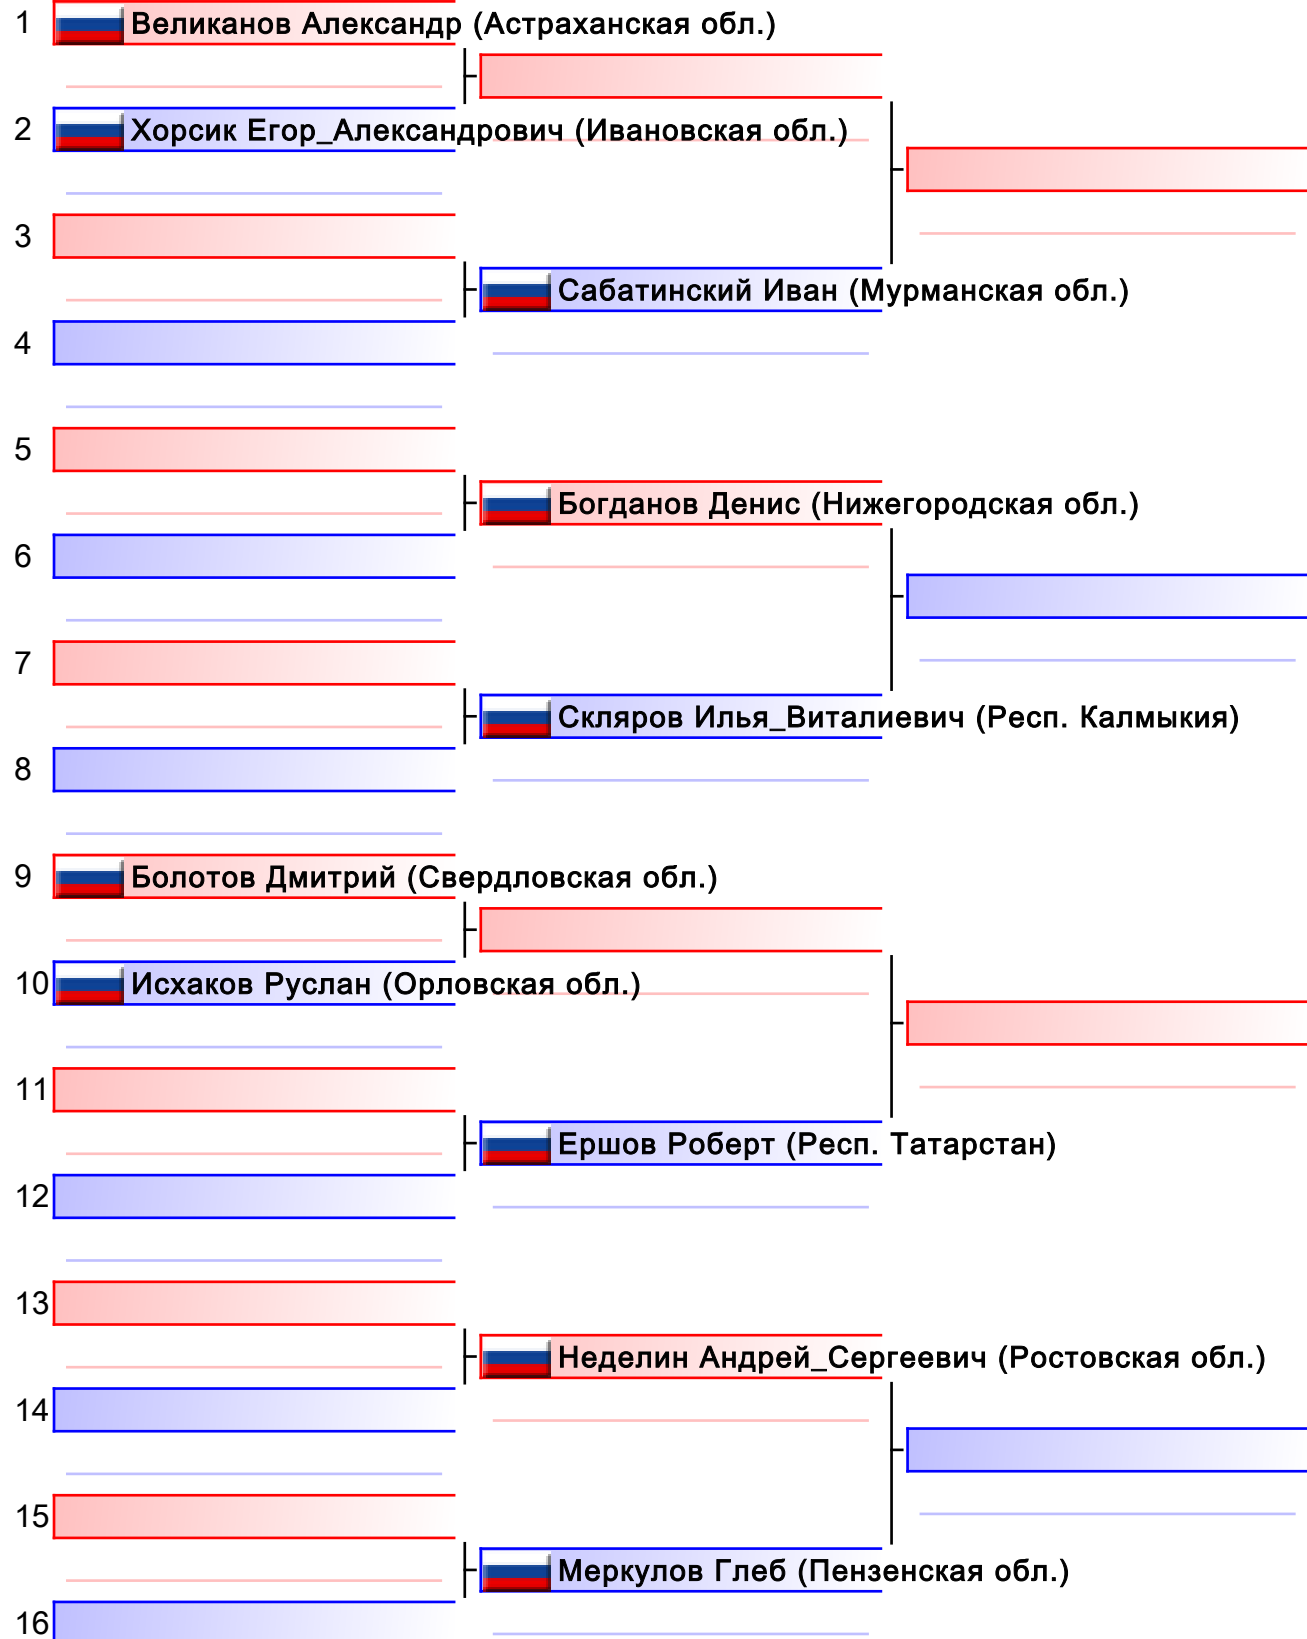 1 Великанов Александр (Астраханская обл.)
2 Хорсик Егор_Александрович (Ивановская обл.)
3
Сабатинский Иван (Мурманская обл.)
4
5
Богданов Денис (Нижегородская обл.)
6
7
Скляров Илья_Виталиевич (Респ. Калмыкия)
8
9 Болотов Дмитрий (Свердловская обл.)
10 Исхаков Руслан (Орловская обл.)
11
Ершов Роберт (Респ. Татарстан)
12
13
Неделин Андрей_Сергеевич (Ростовская обл.)
14
15
Меркулов Глеб (Пензенская обл.)
16